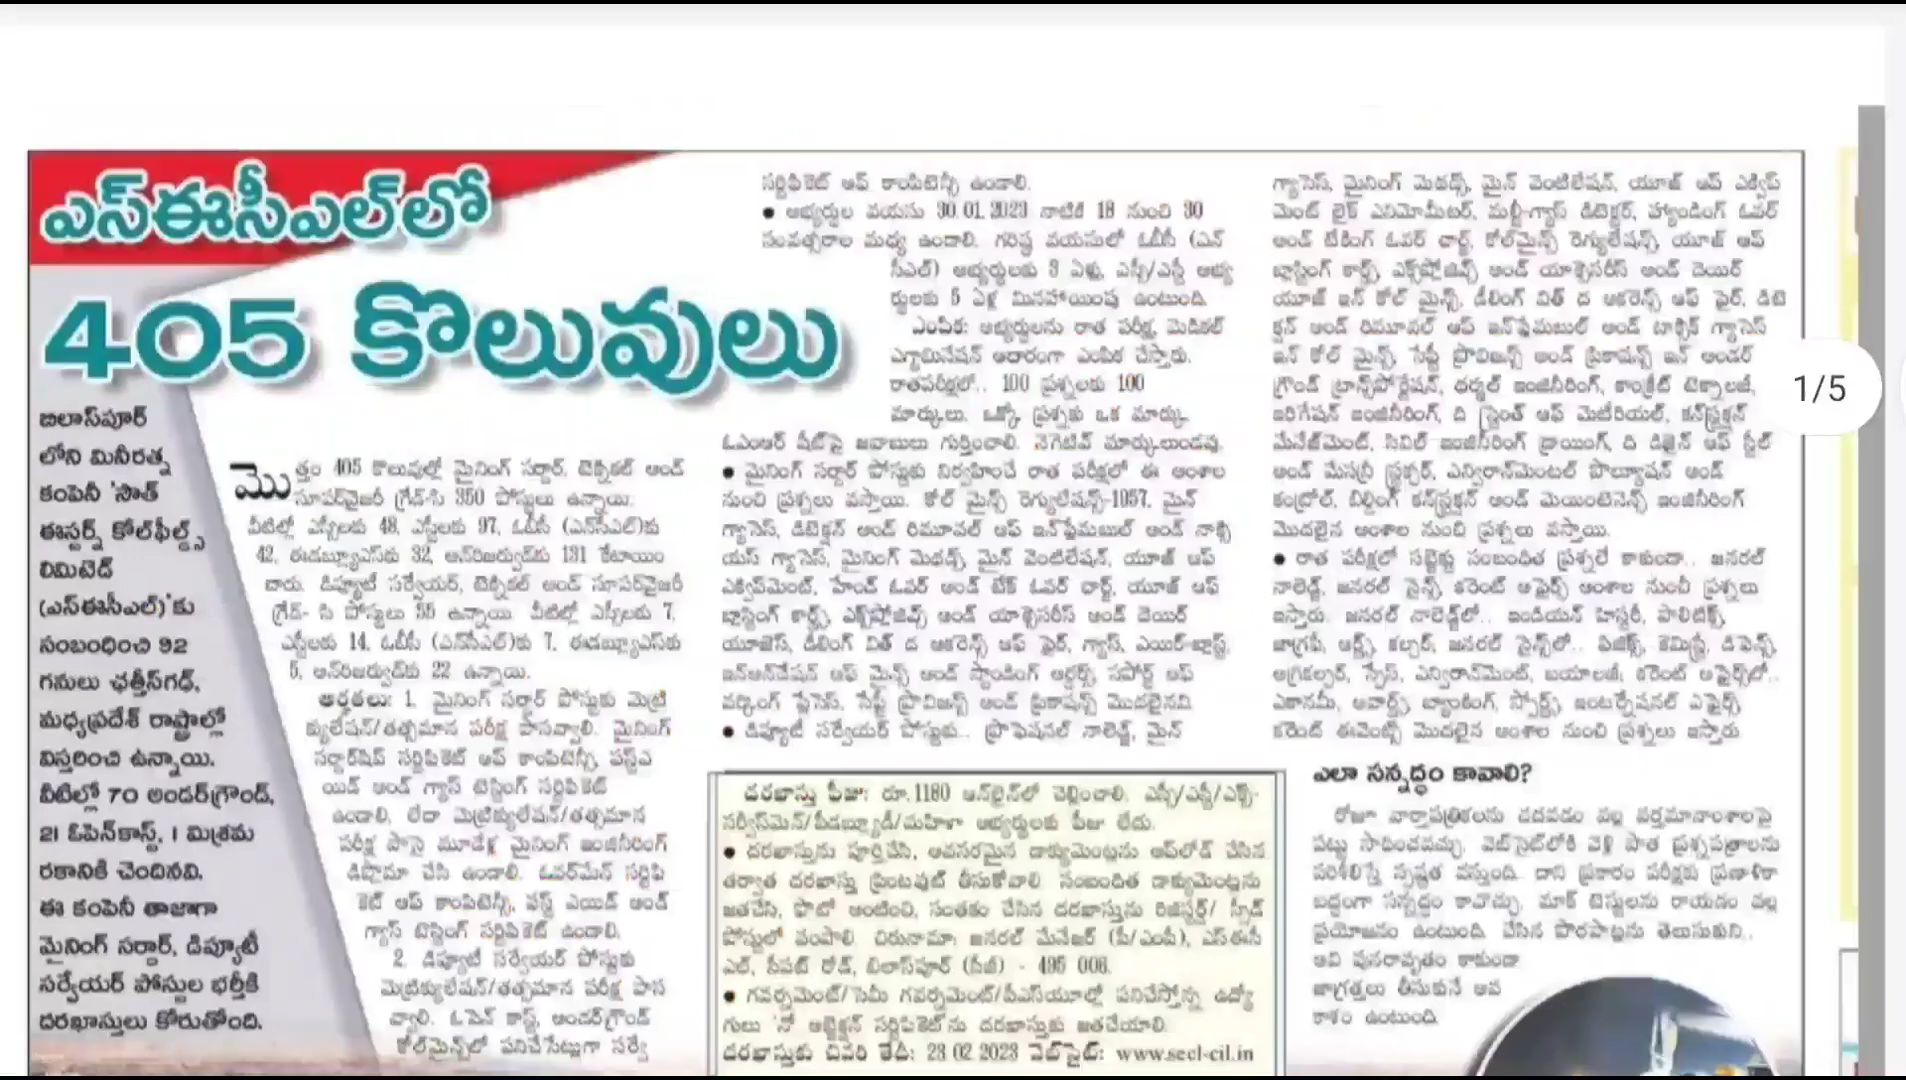 ఎస్ఈసీఎల్‌లో
405 కొలువులు
బిలాస్‌పూర్
లోని మినీరత్న
కంపెనీ 'సౌత్
ఈస్టర్న్ కోల్‌ఫీల్డ్స్
లిమిటెడ్
(ఎస్ఈసీఎల్)'కు
సంబంధించి 92
గనులు ఛత్తీస్‌గఢ్,
మధ్యప్రదేశ్ రాష్ట్రాల్లో
విస్తరించి ఉన్నాయి.
వీటిల్లో 70 అండర్‌గ్రౌండ్,
21 ఓపెన్‌కాస్ట్, 1 మిశ్రమ
రకానికి చెందినవి.
ఈ కంపెనీ తాజాగా
మైనింగ్ సర్దార్, డిప్యూటీ
సర్వేయర్ పోస్టుల భర్తీకి
దరఖాస్తులు కోరుతోంది.
మొత్తం 405 కొలువుల్లో మైనింగ్ సర్దార్, టెక్నికల్ అండ్
సూపర్‌వైజరీ గ్రేడ్-సి 350 పోస్టులు ఉన్నాయి.
వీటిల్లో ఎస్సీలకు 48, ఎస్టీలకు 97, ఓబీసీ (ఎన్‌సీఎల్)కు
42, ఈడబ్ల్యూఎస్‌కు 32, అన్‌రిజర్వుడ్‌కు 131 కేటాయిం
చారు. డిప్యూటీ సర్వేయర్, టెక్నికల్ అండ్ సూపర్‌వైజరీ
గ్రేడ్- సి పోస్టులు 55 ఉన్నాయి. వీటిల్లో ఎస్సీలకు 7,
ఎస్టీలకు 14, ఓబీసీ (ఎన్‌సీఎల్)కు 7, ఈడబ్ల్యూఎస్‌కు
5, అన్‌రిజర్వుడ్‌కు 22 ఉన్నాయి.
అర్హతలు: 1. మైనింగ్ సర్దార్ పోస్టుకు మెట్రి
క్యులేషన్/తత్సమాన పరీక్ష పాసవ్వాలి. మైనింగ్
సర్దార్‌షిప్ సర్టిఫికెట్ ఆఫ్ కాంపిటెన్సీ, ఫస్ట్ఎ
యిడ్ అండ్ గ్యాస్ టెస్టింగ్ సర్టిఫికెట్
ఉండాలి. లేదా మెట్రిక్యులేషన్/తత్సమాన
పరీక్ష పాసై మూడేళ్ల మైనింగ్ ఇంజినీరింగ్
డిప్లొమా చేసి ఉండాలి. ఓవర్‌మేన్ సర్టిఫి
కెట్ ఆఫ్ కాంపిటెన్సీ, ఫస్ట్ ఎయిడ్ అండ్
గ్యాస్ టెస్టింగ్ సర్టిఫికెట్ ఉండాలి.
2. డిప్యూటీ సర్వేయర్ పోస్టుకు
మెట్రిక్యులేషన్/తత్సమాన పరీక్ష పాస
వ్వాలి. ఓపెన్ కాస్ట్, అండర్‌గ్రౌండ్
కోల్‌మైన్స్‌లో పనిచేసేట్లుగా సర్వే
సర్టిఫికెట్ ఆఫ్ కాంపిటెన్సీ ఉండాలి.
● అభ్యర్థుల వయసు 30.01.2023 నాటికి 18 నుంచి 30
సంవత్సరాల మధ్య ఉండాలి. గరిష్ఠ వయసులో ఓబీసీ (ఎన్
సీఎల్) అభ్యర్థులకు 3 ఏళ్లు, ఎస్సీ/ఎస్టీ అభ్య
ర్థులకు 5 ఏళ్ల మినహాయింపు ఉంటుంది.
ఎంపిక: అభ్యర్థులను రాత పరీక్ష, మెడికల్
ఎగ్జామినేషన్ ఆధారంగా ఎంపిక చేస్తారు.
రాతపరీక్షలో.. 100 ప్రశ్నలకు 100
మార్కులు. ఒక్కో ప్రశ్నకు ఒక మార్కు.
ఓఎంఆర్ షీట్‌పై జవాబులు గుర్తించాలి. నెగెటివ్ మార్కులుండవు.
● మైనింగ్ సర్దార్ పోస్టుకు నిర్వహించే రాత పరీక్షలో ఈ అంశాల
నుంచి ప్రశ్నలు వస్తాయి. కోల్ మైన్స్ రెగ్యులేషన్స్-1957, మైన్
గ్యాసెస్, డిటెక్షన్ అండ్ రిమూవల్ ఆఫ్ ఇన్‌ఫ్లేమబుల్ అండ్ నాక్సి
యస్ గ్యాసెస్, మైనింగ్ మెథడ్స్, మైన్ వెంటిలేషన్, యూజ్ ఆఫ్
ఎక్విప్‌మెంట్, హేండ్ ఓవర్ అండ్ టేక్ ఓవర్ ఛార్జ్, యూజ్ ఆఫ్
బ్లాస్టింగ్ కార్డ్స్, ఎక్స్‌ప్లోజివ్స్ అండ్ యాక్సెసరీస్ అండ్ దెయిర్
యూజెస్, డీలింగ్ విత్ ద అకరెన్స్ ఆఫ్ ఫైర్, గ్యాస్, ఎయిర్‌బ్లాస్ట్,
ఇన్అన్‌డేషన్ ఆఫ్ మైన్స్ అండ్ స్టాండింగ్ ఆర్డర్స్, సపోర్ట్ ఆఫ్
వర్కింగ్ ప్లేసెస్, సేఫ్టీ ప్రొవిజన్స్ అండ్ ప్రికాషన్స్ మొదలైనవి.
● డిప్యూటీ సర్వేయర్ పోస్టుకు.. ప్రొఫెషనల్ నాలెడ్జ్, మైన్
దరఖాస్తు ఫీజు: రూ.1180 ఆన్‌లైన్‌లో చెల్లించాలి. ఎస్సీ/ఎస్టీ/ఎక్స్-
సర్వీస్‌మెన్/పీడబ్ల్యూడీ/మహిళా అభ్యర్థులకు ఫీజు లేదు.
● దరఖాస్తును పూర్తిచేసి, అవసరమైన డాక్యుమెంట్లను అప్‌లోడ్ చేసిన
తర్వాత దరఖాస్తు ప్రింటవుట్ తీసుకోవాలి. సంబంధిత డాక్యుమెంట్లను
జతచేసి, ఫొటో అంటించి, సంతకం చేసిన దరఖాస్తును రిజిస్టర్డ్/ స్పీడ్
పోస్టులో పంపాలి. చిరునామా: జనరల్ మేనేజర్ (పీ/ఎంపీ), ఎస్ఈసీ
ఎల్, సీపత్ రోడ్, బిలాస్‌పూర్ (సీజీ) - 495 006.
● గవర్నమెంట్/సెమీ గవర్నమెంట్/పీఎస్‌యూల్లో పనిచేస్తోన్న ఉద్యో
గులు 'నో అబ్జెక్షన్ సర్టిఫికెట్'ను దరఖాస్తుకు జతచేయాలి.
దరఖాస్తుకు చివరి తేదీ: 23.02.2023 వెబ్‌సైట్: www.secl-cil.in
గ్యాసెస్, మైనింగ్ మెథడ్స్, మైన్ వెంటిలేషన్, యూజ్ ఆఫ్ ఎక్విప్
మెంట్ లైక్ ఎనిమోమీటర్, మల్టీ-గ్యాస్ డిటెక్టర్, హ్యాండింగ్ ఓవర్
అండ్ టేకింగ్ ఓవర్ ఛార్జ్, కోల్‌మైన్స్ రెగ్యులేషన్స్, యూజ్ ఆఫ్
బ్లాస్టింగ్ కార్డ్స్, ఎక్స్‌ప్లోజివ్స్ అండ్ యాక్సెసరీస్ అండ్ దెయిర్
యూజ్ ఇన్ కోల్ మైన్స్, డీలింగ్ విత్ ద అకరెన్స్ ఆఫ్ ఫైర్, డిటె
క్షన్ అండ్ రిమూవల్ ఆఫ్ ఇన్‌ఫ్లేమబుల్ అండ్ టాక్సిక్ గ్యాసెస్
ఇన్ కోల్ మైన్స్, సేఫ్టీ ప్రొవిజన్స్ అండ్ ప్రికాషన్స్ ఇన్ అండర్
గ్రౌండ్ ట్రాన్స్‌పోర్టేషన్, థర్మల్ ఇంజినీరింగ్, కాంక్రీట్ టెక్నాలజీ,
ఇరిగేషన్ ఇంజినీరింగ్, ది స్ట్రెంత్ ఆఫ్ మెటీరియల్, కన్‌స్ట్రక్షన్
మేనేజ్‌మెంట్, సివిల్ ఇంజినీరింగ్ డ్రాయింగ్, ది డిజైన్ ఆఫ్ స్టీల్
అండ్ మేసన్రీ స్ట్రక్చర్, ఎన్విరాన్‌మెంటల్ పొల్యూషన్ అండ్
కంట్రోల్, బిల్డింగ్ కన్‌స్ట్రక్షన్ అండ్ మెయింటెనెన్స్ ఇంజినీరింగ్
మొదలైన అంశాల నుంచి ప్రశ్నలు వస్తాయి.
● రాత పరీక్షలో సబ్జెక్టు సంబంధిత ప్రశ్నలే కాకుండా.. జనరల్
నాలెడ్జ్, జనరల్ సైన్స్, కరెంట్ అఫైర్స్ అంశాల నుంచీ ప్రశ్నలు
ఇస్తారు. జనరల్ నాలెడ్జ్‌లో.. ఇండియన్ హిస్టరీ, పాలిటిక్స్,
జాగ్రఫీ, ఆర్ట్స్, కల్చర్, జనరల్ సైన్స్‌లో.. ఫిజిక్స్, కెమిస్ట్రీ, డిఫెన్స్,
అగ్రికల్చర్, స్పేస్, ఎన్విరాన్‌మెంట్, బయాలజీ; కరెంట్ అఫైర్స్‌లో..
ఎకానమీ, అవార్డ్స్, బ్యాంకింగ్, స్పోర్ట్స్, ఇంటర్నేషనల్ ఎఫైర్స్,
కరెంట్ ఈవెంట్స్ మొదలైన అంశాల నుంచి ప్రశ్నలు ఇస్తారు.
ఎలా సన్నద్ధం కావాలి?
రోజూ వార్తాపత్రికలను చదవడం వల్ల వర్తమానాంశాలపై
పట్టు సాధించవచ్చు. వెబ్‌సైట్‌లోకి వెళ్లి పాత ప్రశ్నపత్రాలను
పరిశీలిస్తే స్పష్టత వస్తుంది. దాని ప్రకారం పరీక్షకు ప్రణాళికా
బద్ధంగా సన్నద్ధం కావొచ్చు. మాక్ టెస్టులను రాయడం వల్ల
ప్రయోజనం ఉంటుంది. చేసిన పొరపాట్లను తెలుసుకుని..
అవి పునరావృతం కాకుండా
జాగ్రత్తలు తీసుకునే అవ
కాశం ఉంటుంది.
1/5